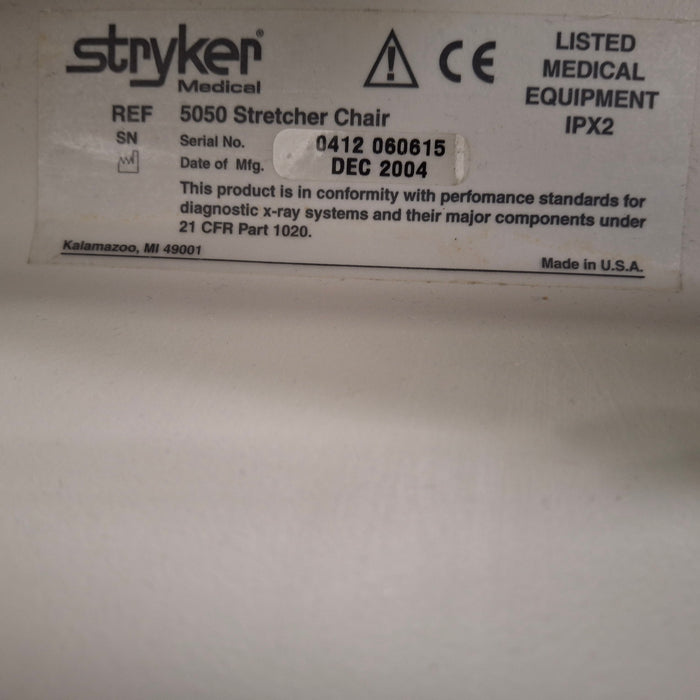 stryker®
Medical
LISTED
MEDICAL
EQUIPMENT
IPX2
CE
REF 5050 Stretcher Chair
SN Serial No. 0412 060615
Date of Mfg. DEC 2004
This product is in conformity with perfomance standards for
diagnostic x-ray systems and their major components under
21 CFR Part 1020.
Kalamazoo, MI 49001
Made in U.S.A.